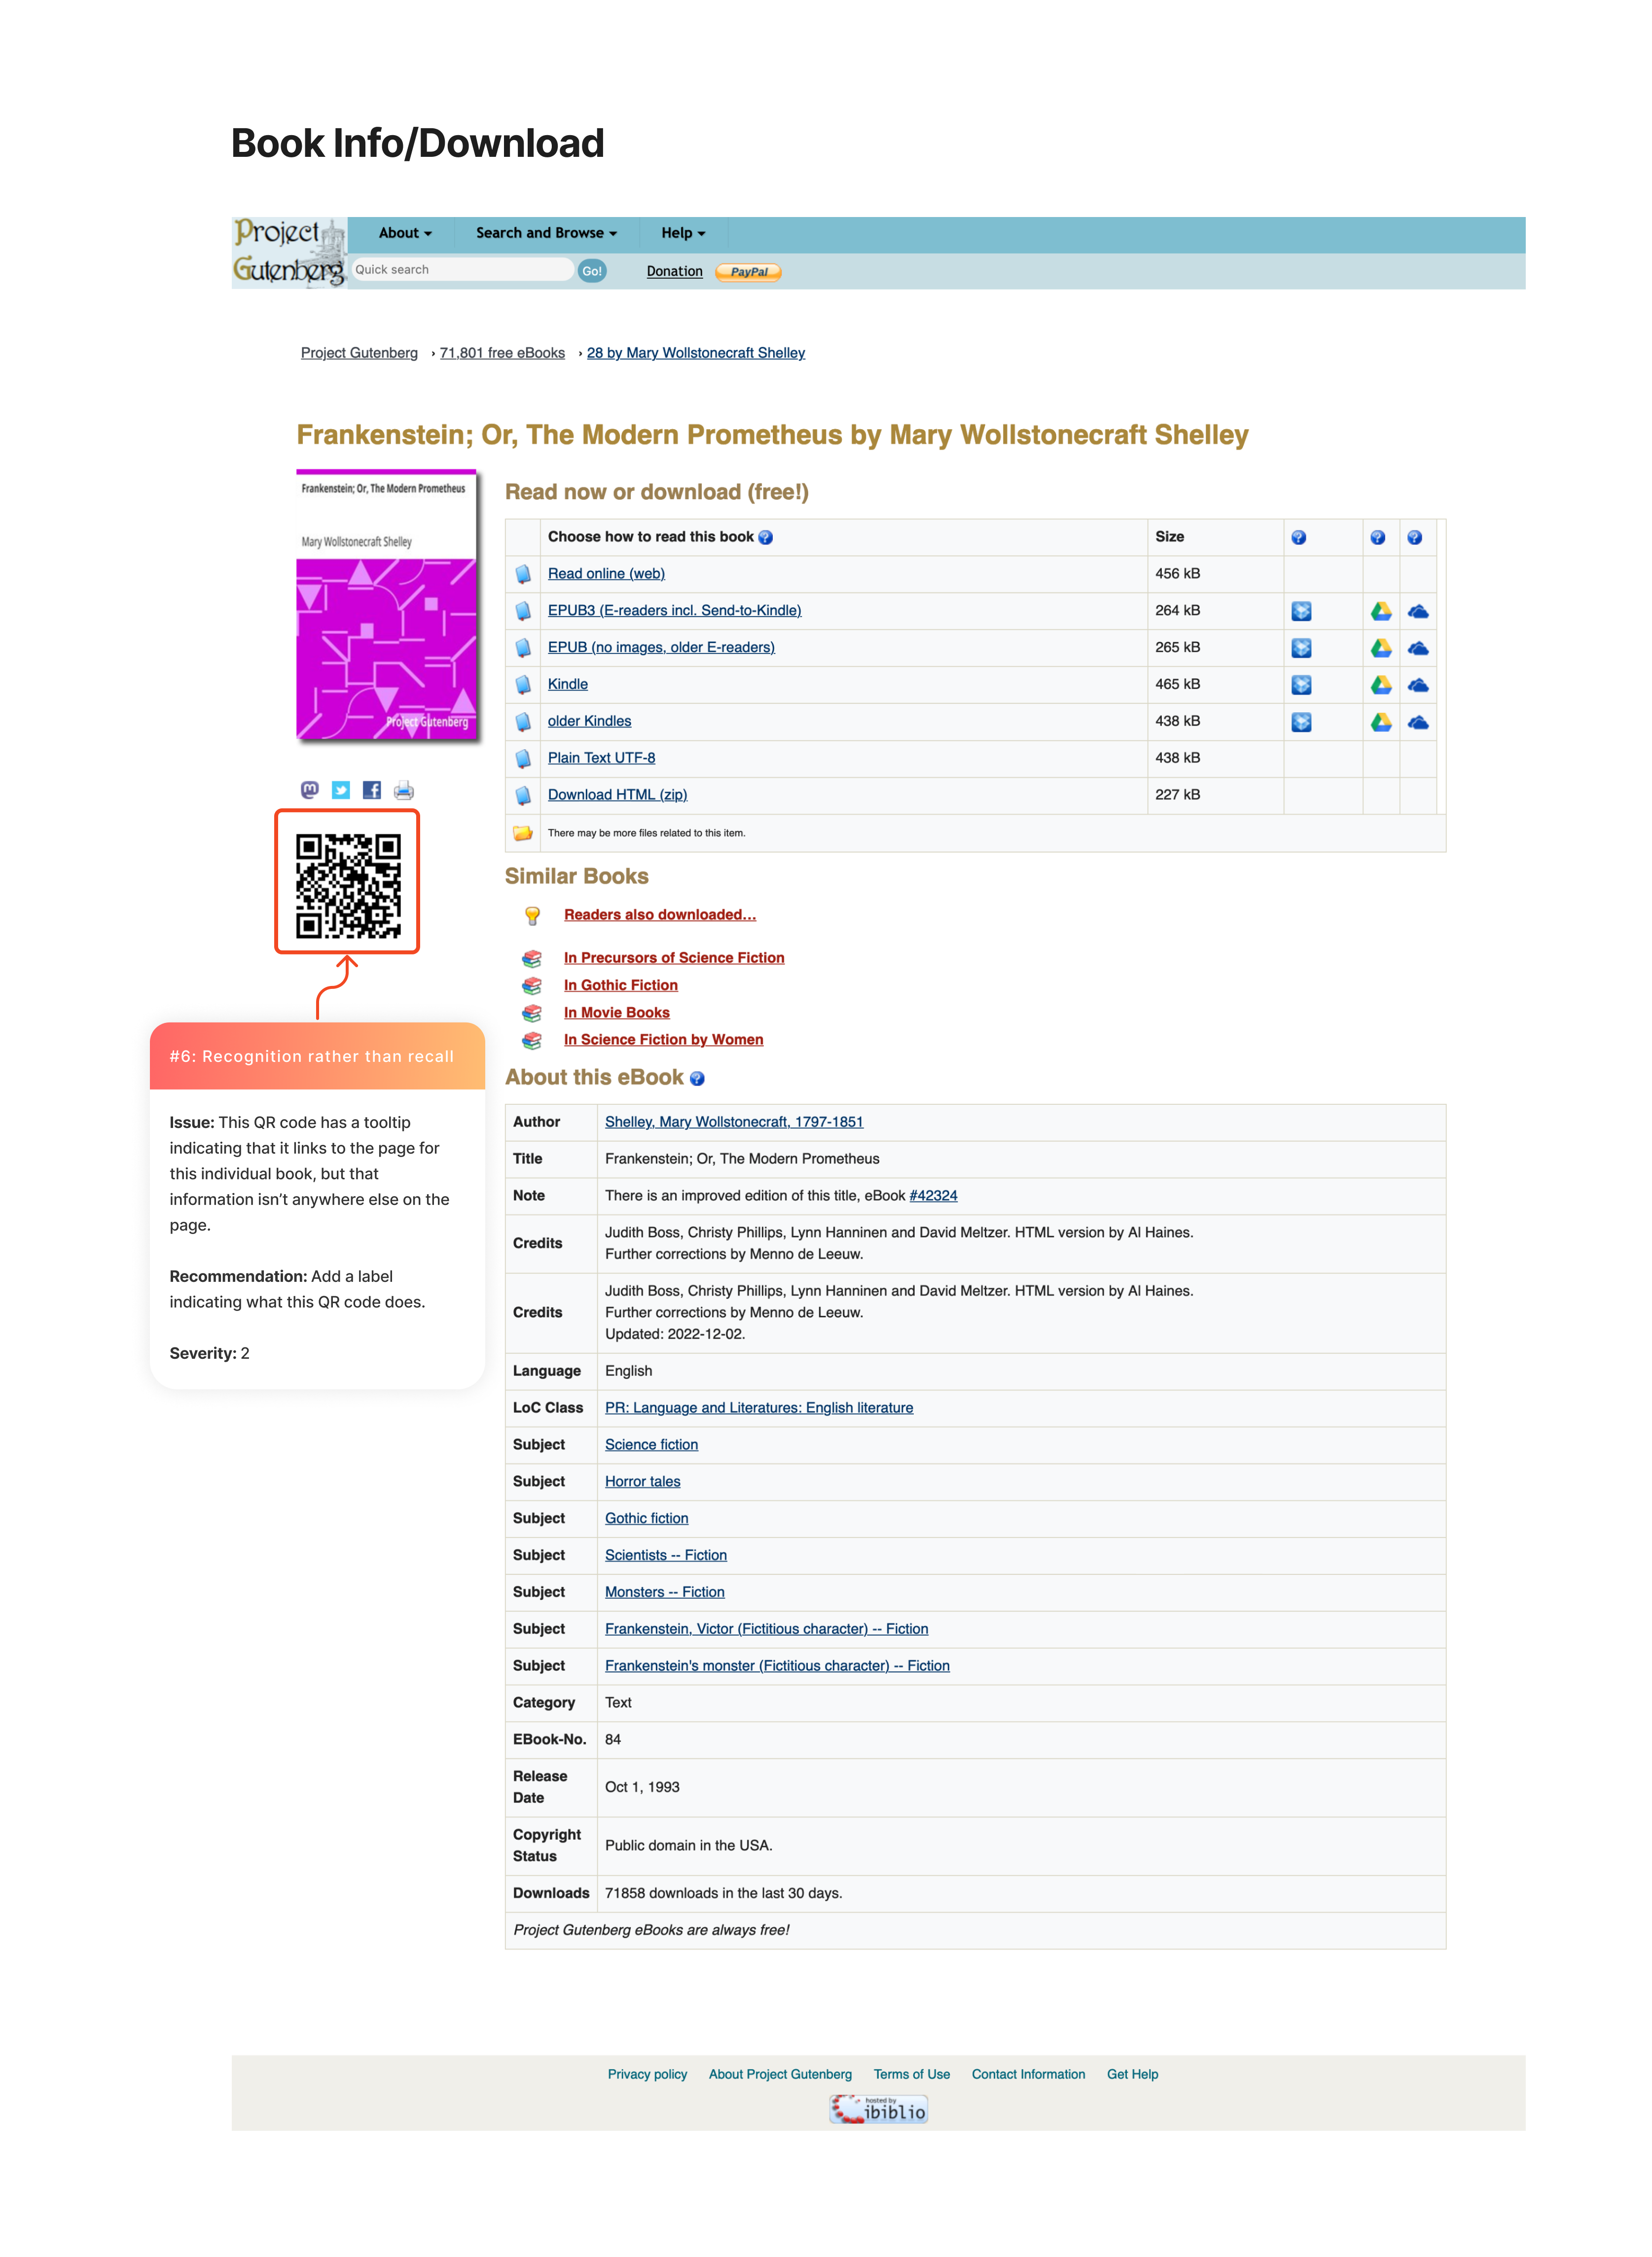 Book Info/Download
Project Gutenberg
About
Search and Browse
Help
Quick search
Go!
Donation
PayPal
Project Gutenberg › 71,801 free eBooks › 28 by Mary Wollstonecraft Shelley
Frankenstein; Or, The Modern Prometheus by Mary Wollstonecraft Shelley
Frankenstein; Or, The Modern Prometheus
Mary Wollstonecraft Shelley
Project Gutenberg
Read now or download (free!)
Choose how to read this book ? Size ? ? ?
Read online (web) 456 kB
EPUB3 (E-readers incl. Send-to-Kindle) 264 kB
EPUB (no images, older E-readers) 265 kB
Kindle 465 kB
older Kindles 438 kB
Plain Text UTF-8 438 kB
Download HTML (zip) 227 kB
There may be more files related to this item.
Similar Books
Readers also downloaded…
In Precursors of Science Fiction
In Gothic Fiction
In Movie Books
In Science Fiction by Women
#6: Recognition rather than recall
Issue: This QR code has a tooltip
indicating that it links to the page for
this individual book, but that
information isn’t anywhere else on the
page.
Recommendation: Add a label
indicating what this QR code does.
Severity: 2
About this eBook ?
Author Shelley, Mary Wollstonecraft, 1797-1851
Title Frankenstein; Or, The Modern Prometheus
Note There is an improved edition of this title, eBook #42324
Credits Judith Boss, Christy Phillips, Lynn Hanninen and David Meltzer. HTML version by Al Haines.
Further corrections by Menno de Leeuw.
Credits Judith Boss, Christy Phillips, Lynn Hanninen and David Meltzer. HTML version by Al Haines.
Further corrections by Menno de Leeuw.
Updated: 2022-12-02.
Language English
LoC Class PR: Language and Literatures: English literature
Subject Science fiction
Subject Horror tales
Subject Gothic fiction
Subject Scientists -- Fiction
Subject Monsters -- Fiction
Subject Frankenstein, Victor (Fictitious character) -- Fiction
Subject Frankenstein's monster (Fictitious character) -- Fiction
Category Text
EBook-No. 84
Release Date Oct 1, 1993
Copyright Status Public domain in the USA.
Downloads 71858 downloads in the last 30 days.
Project Gutenberg eBooks are always free!
Privacy policy About Project Gutenberg Terms of Use Contact Information Get Help
hosted by
ibiblio